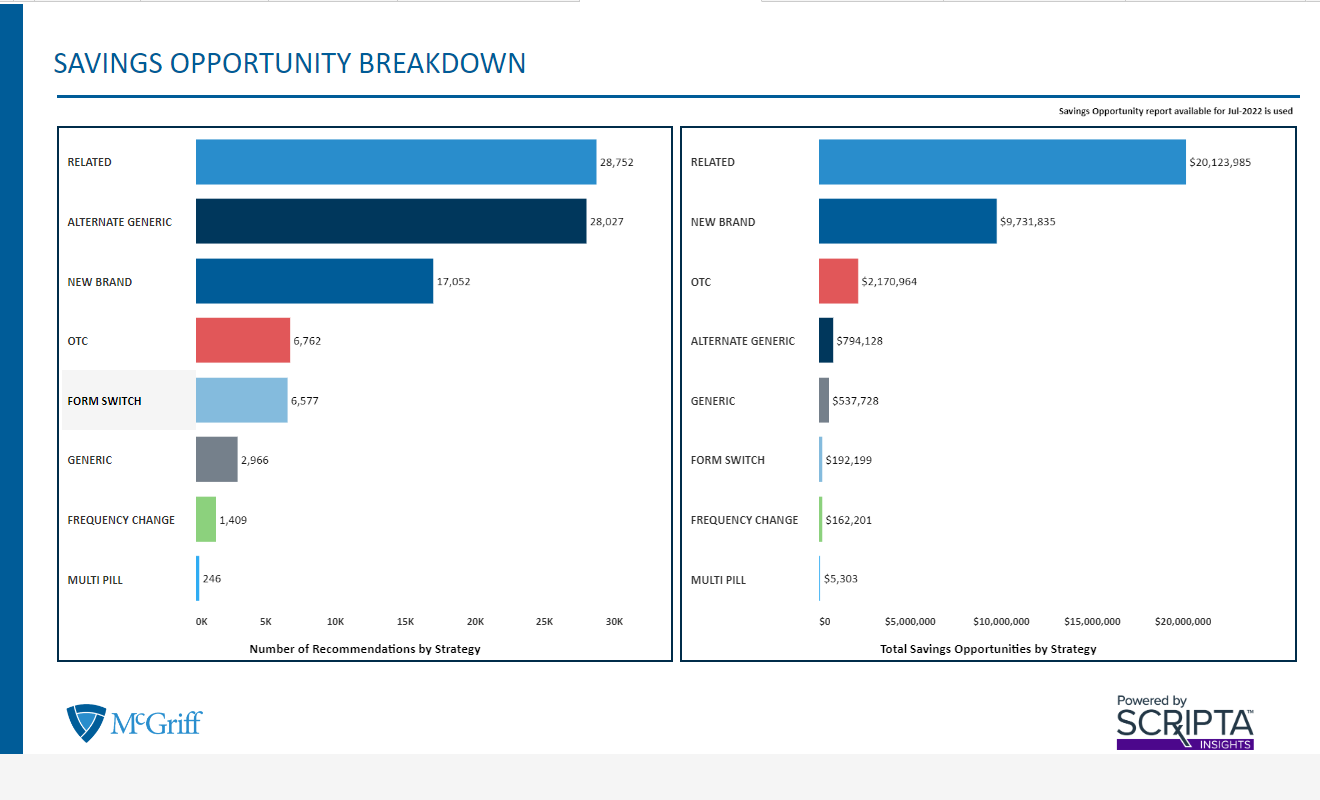 SAVINGS OPPORTUNITY BREAKDOWN
Savings Opportunity report available for Jul-2022 is used
RELATED 28,752
ALTERNATE GENERIC 28,027
NEW BRAND 17,052
OTC 6,762
FORM SWITCH 6,577
GENERIC 2,966
FREQUENCY CHANGE 1,409
MULTI PILL 246
0K 5K 10K 15K 20K 25K 30K
Number of Recommendations by Strategy
RELATED $20,123,985
NEW BRAND $9,731,835
OTC $2,170,964
ALTERNATE GENERIC $794,128
GENERIC $537,728
FORM SWITCH $192,199
FREQUENCY CHANGE $162,201
MULTI PILL $5,303
$0 $5,000,000 $10,000,000 $15,000,000 $20,000,000
Total Savings Opportunities by Strategy
McGriff
Powered by
SCRIPTA™
INSIGHTS